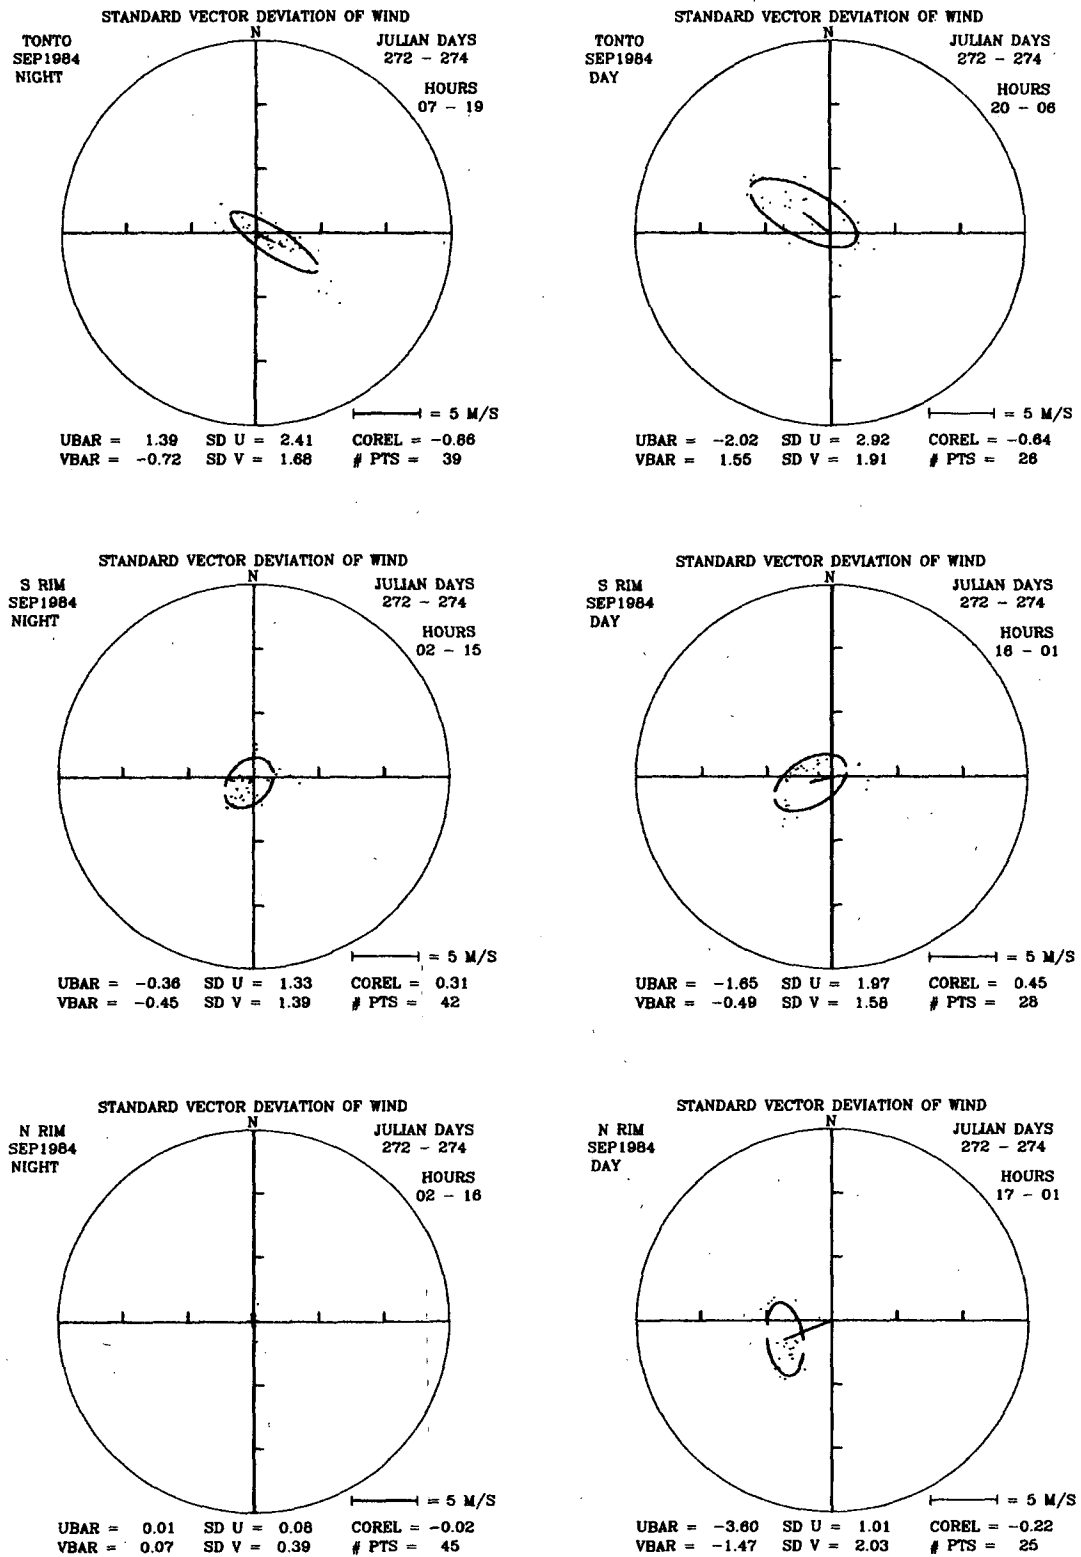 STANDARD VECTOR DEVIATION OF WIND
N
TONTO
SEP1984
NIGHT
JULIAN DAYS
272 - 274
HOURS
07 - 19
= 5 M/S
UBAR = 1.39 SD U = 2.41 COREL = -0.86
VBAR = -0.72 SD V = 1.68 # PTS = 39
STANDARD VECTOR DEVIATION OF WIND
N
TONTO
SEP1984
DAY
JULIAN DAYS
272 - 274
HOURS
20 - 06
= 5 M/S
UBAR = -2.02 SD U = 2.92 COREL = -0.64
VBAR = 1.55 SD V = 1.91 # PTS = 26
STANDARD VECTOR DEVIATION OF WIND
N
S RIM
SEP1984
NIGHT
JULIAN DAYS
272 - 274
HOURS
02 - 15
= 5 M/S
UBAR = -0.36 SD U = 1.33 COREL = 0.31
VBAR = -0.45 SD V = 1.39 # PTS = 42
STANDARD VECTOR DEVIATION OF WIND
N
S RIM
SEP1984
DAY
JULIAN DAYS
272 - 274
HOURS
16 - 01
= 5 M/S
UBAR = -1.65 SD U = 1.97 COREL = 0.45
VBAR = -0.49 SD V = 1.58 # PTS = 28
STANDARD VECTOR DEVIATION OF WIND
N
N RIM
SEP1984
NIGHT
JULIAN DAYS
272 - 274
HOURS
02 - 16
= 5 M/S
UBAR = 0.01 SD U = 0.08 COREL = -0.02
VBAR = 0.07 SD V = 0.39 # PTS = 45
STANDARD VECTOR DEVIATION OF WIND
N
N RIM
SEP1984
DAY
JULIAN DAYS
272 - 274
HOURS
17 - 01
= 5 M/S
UBAR = -3.60 SD U = 1.01 COREL = -0.22
VBAR = -1.47 SD V = 2.03 # PTS = 25